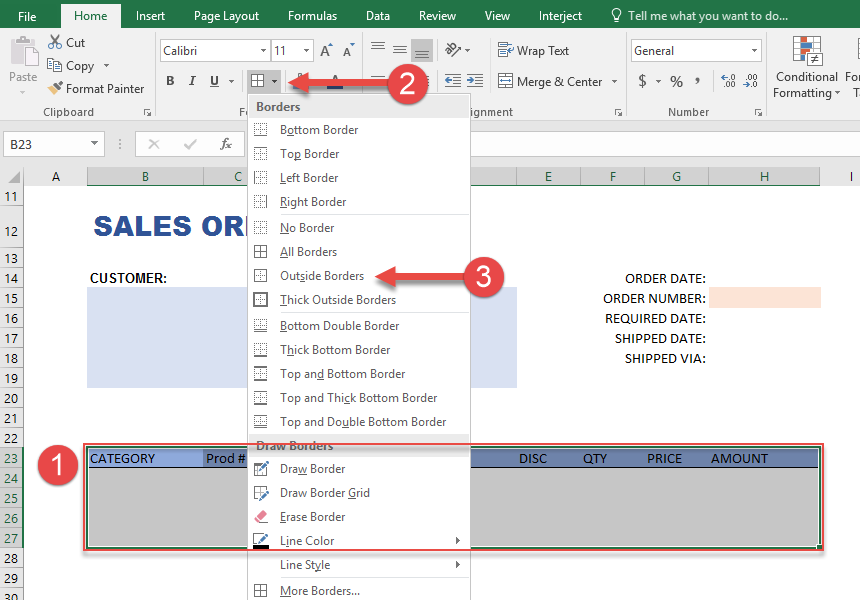 File Home Insert Page Layout Formulas Data Review View Interject Tell me what you want to do...
Cut
Calibri 11 A A Wrap Text General
Copy
Paste
Format Painter
B I U A Merge & Center $ % , .0 .00 Conditional
Formatting
Clipboard Number
2
B23 fx
Borders
Bottom Border
Top Border
Left Border
Right Border
No Border
All Borders
Outside Borders
Thick Outside Borders
Bottom Double Border
Thick Bottom Border
Top and Bottom Border
Top and Thick Bottom Border
Top and Double Bottom Border
Draw Borders
Draw Border
Draw Border Grid
Erase Border
Line Color
Line Style
More Borders...
3
A B C E F G H I
11
12 SALES OR
13
14 CUSTOMER: ORDER DATE:
15 ORDER NUMBER:
16 REQUIRED DATE:
17 SHIPPED DATE:
18 SHIPPED VIA:
19
20
21
22
1
23 CATEGORY Prod # DISC QTY PRICE AMOUNT
24
25
26
27
28
29
30